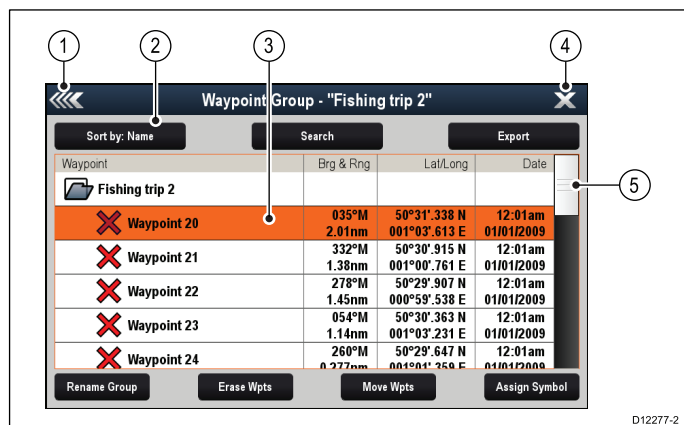 1 2 3 4
Waypoint Group - "Fishing trip 2"
Sort by: Name Search Export
Waypoint Brg & Rng Lat/Long Date
Fishing trip 2
5
Waypoint 20 035°M 50°31'.338 N 12:01am
2.01nm 001°03'.613 E 01/01/2009
Waypoint 21 332°M 50°30'.915 N 12:01am
1.38nm 001°00'.761 E 01/01/2009
Waypoint 22 278°M 50°29'.907 N 12:01am
1.45nm 000°59'.538 E 01/01/2009
Waypoint 23 054°M 50°30'.363 N 12:01am
1.14nm 001°03'.231 E 01/01/2009
Waypoint 24 260°M 50°29'.647 N 12:01am
0.277nm 001°01'.359 E 01/01/2009
Rename Group Erase Wpts Move Wpts Assign Symbol
D12277-2